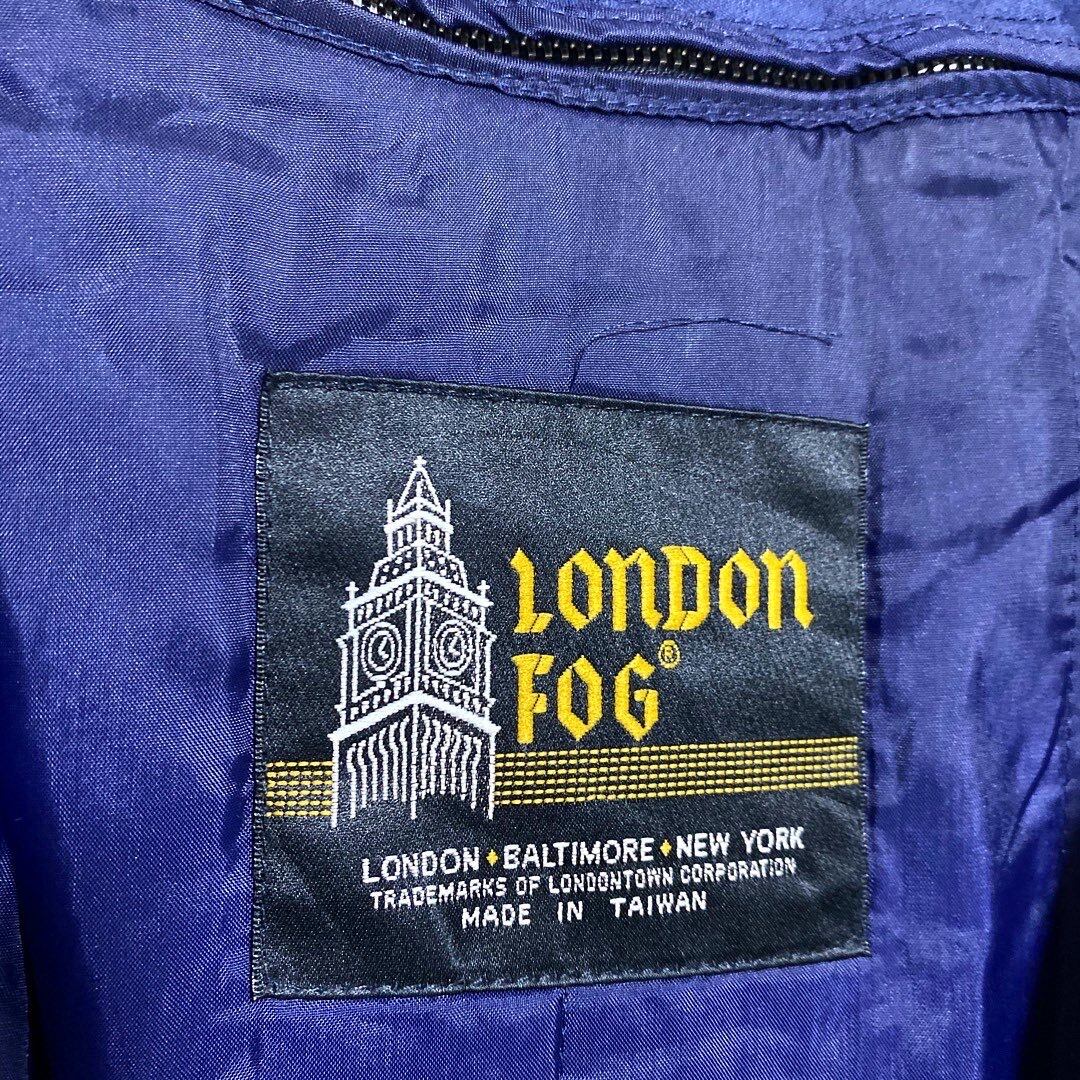 LONDON
FOG®
LONDON ♦ BALTIMORE ♦ NEW YORK
TRADEMARKS OF LONDONTOWN CORPORATION
MADE IN TAIWAN